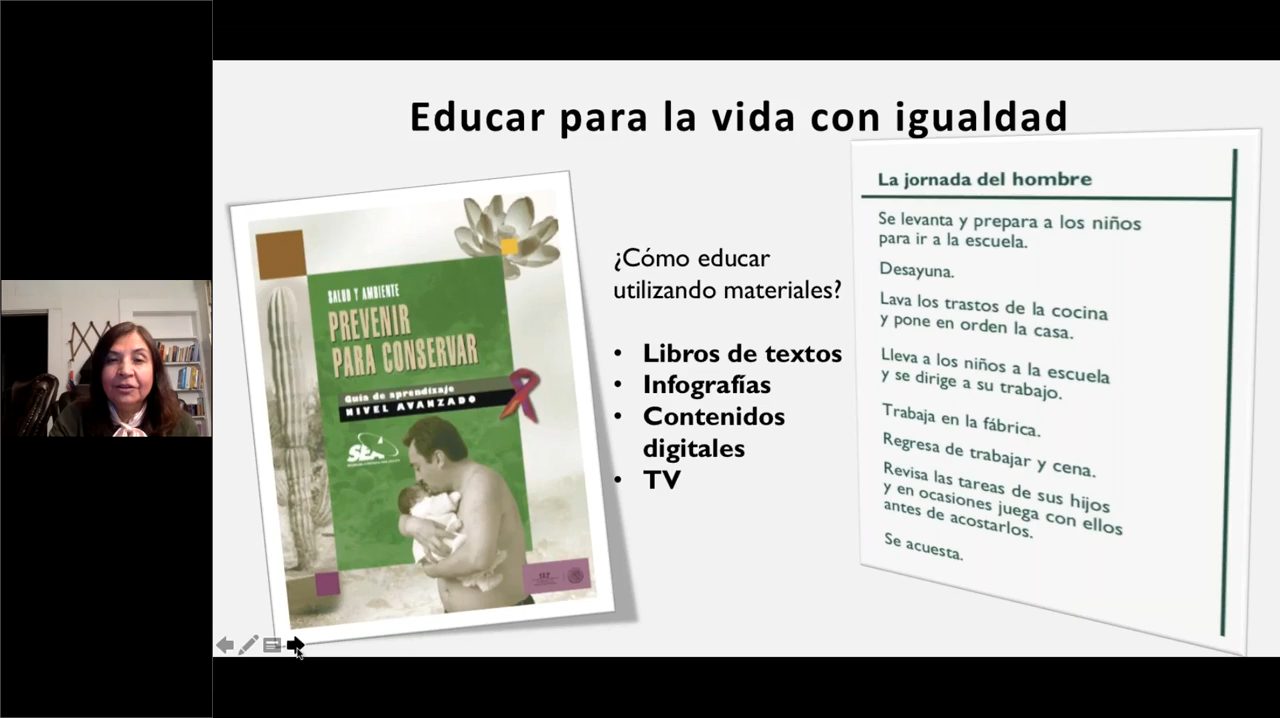 Educar para la vida con igualdad
SALUD Y AMBIENTE
PREVENIR
PARA CONSERVAR
Guía de aprendizaje
NIVEL AVANZADO
SEA
SEP
¿Cómo educar
utilizando materiales?
• Libros de textos
• Infografías
• Contenidos
digitales
• TV
La jornada del hombre
Se levanta y prepara a los niños
para ir a la escuela.
Desayuna.
Lava los trastos de la cocina
y pone en orden la casa.
Lleva a los niños a la escuela
y se dirige a su trabajo.
Trabaja en la fábrica.
Regresa de trabajar y cena.
Revisa las tareas de sus hijos
y en ocasiones juega con ellos
antes de acostarlos.
Se acuesta.